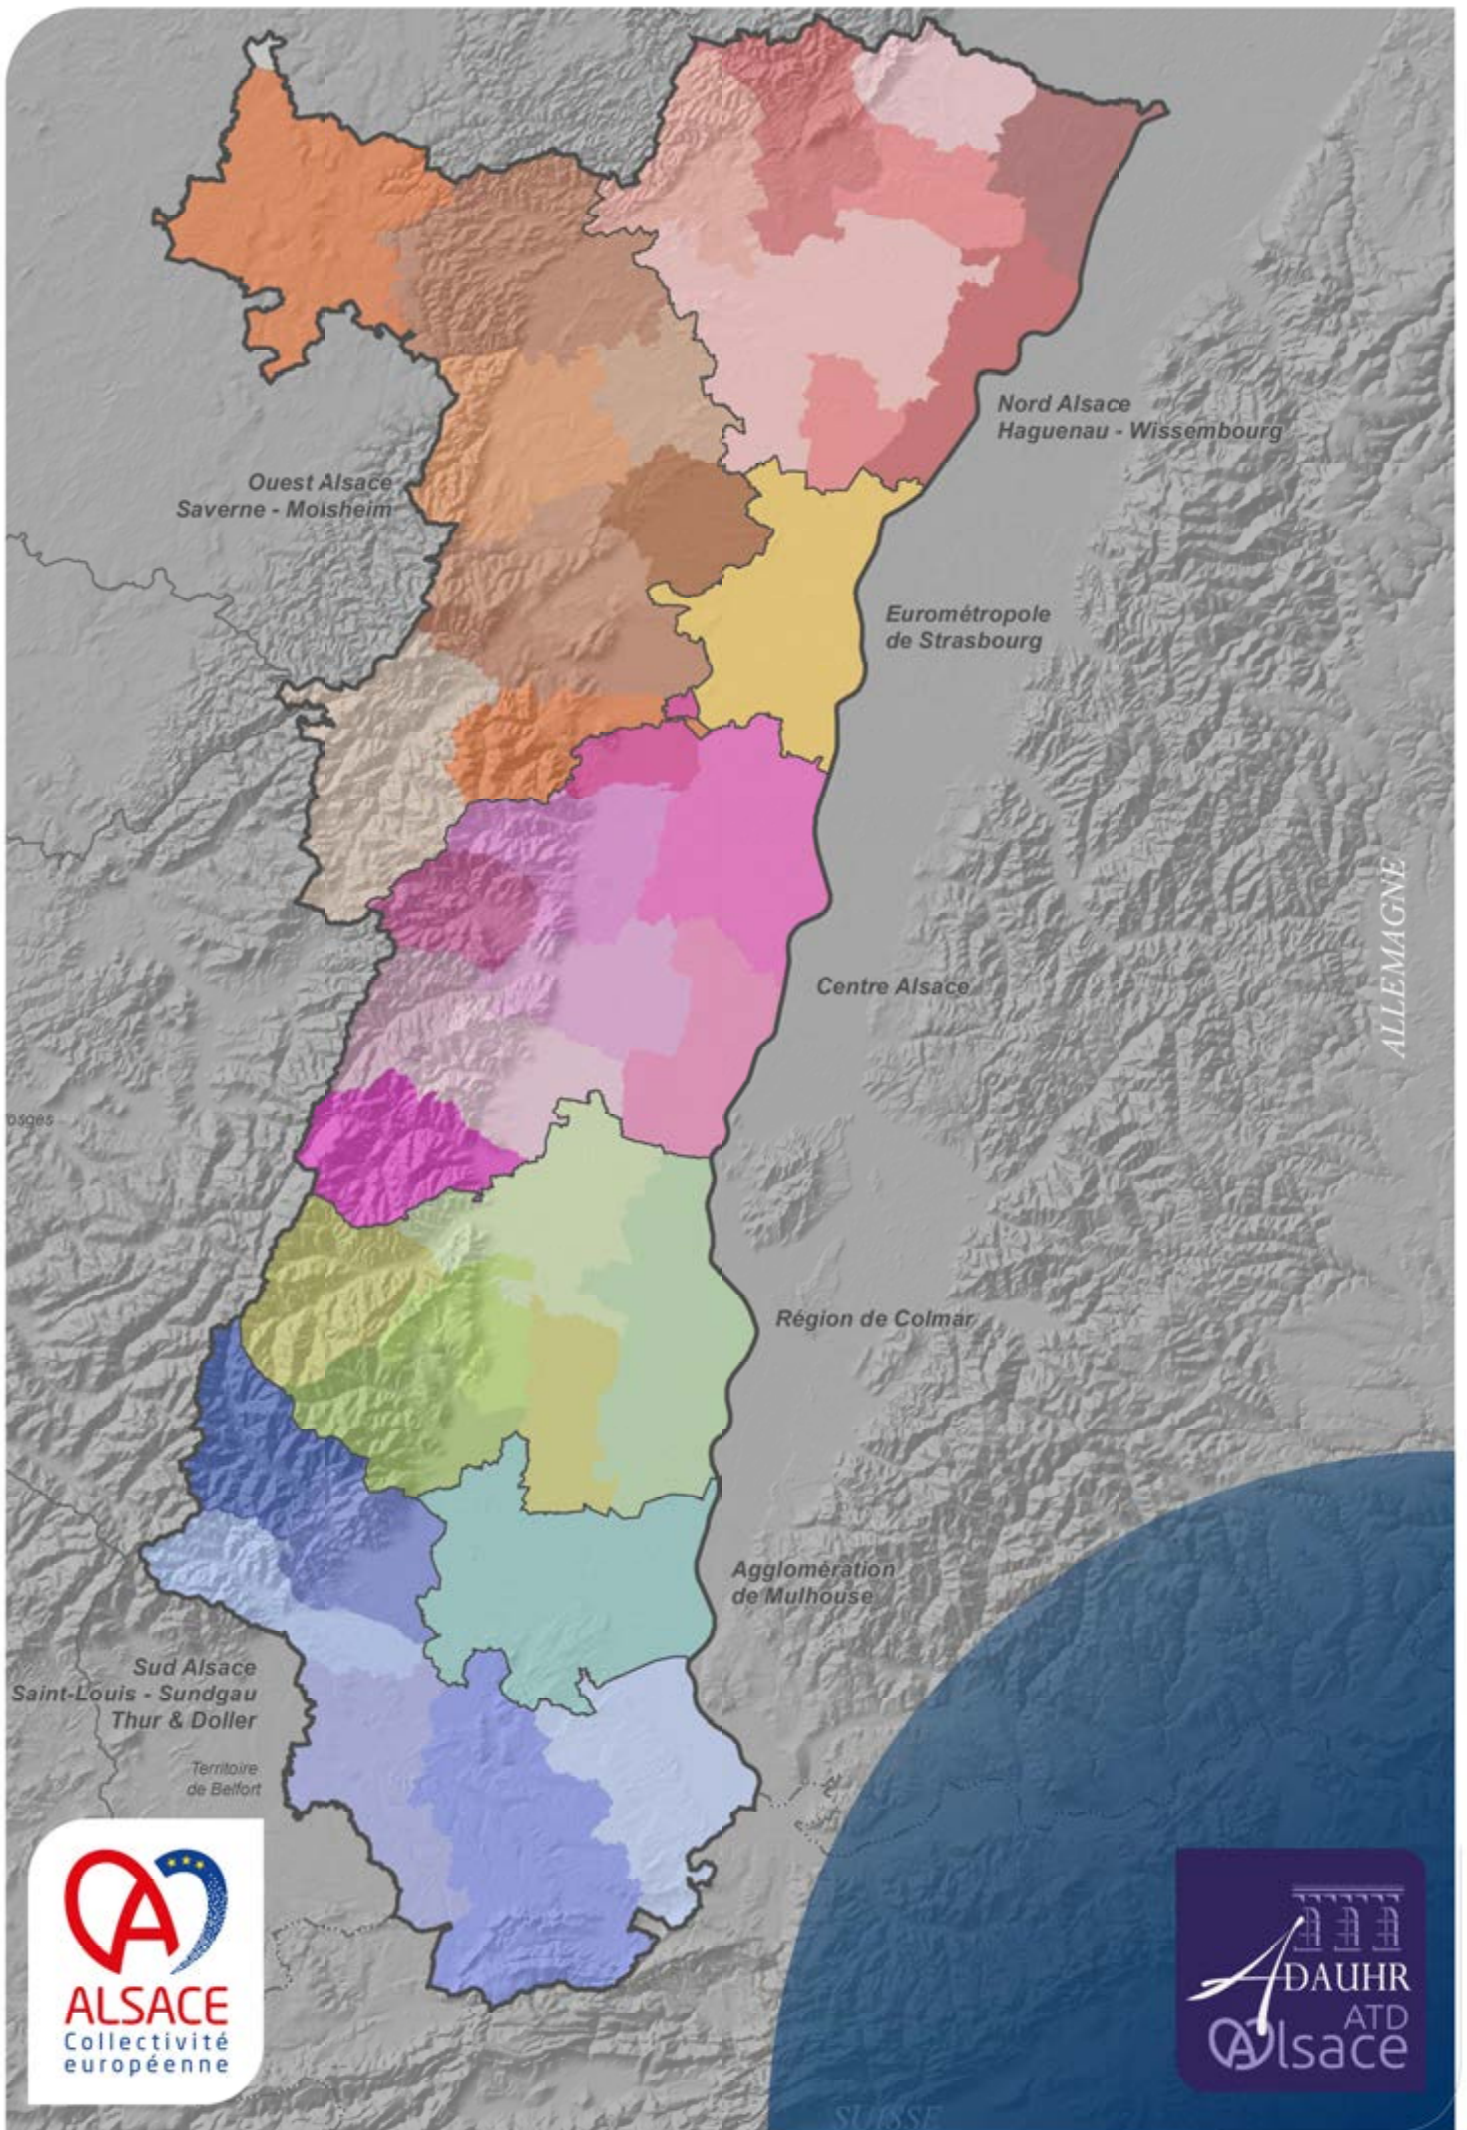 Nord Alsace
Haguenau - Wissembourg
Ouest Alsace
Saverne - Molsheim
Eurométropole
de Strasbourg
ALLEMAGNE
Centre Alsace
osges
Région de Colmar
Agglomération
de Mulhouse
Sud Alsace
Saint-Louis - Sundgau
Thur & Doller
Territoire
de Belfort
ALSACE
Collectivité
européenne
ADAUHR
ATD
Alsace
SUISSE